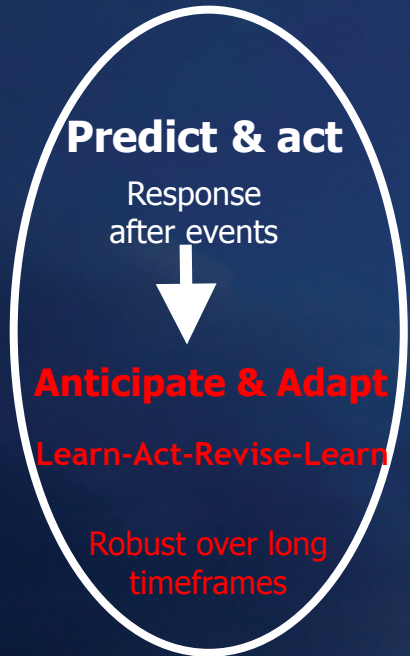 Predict & act
Response
after events
Anticipate & Adapt
Learn-Act-Revise-Learn
Robust over long
timeframes